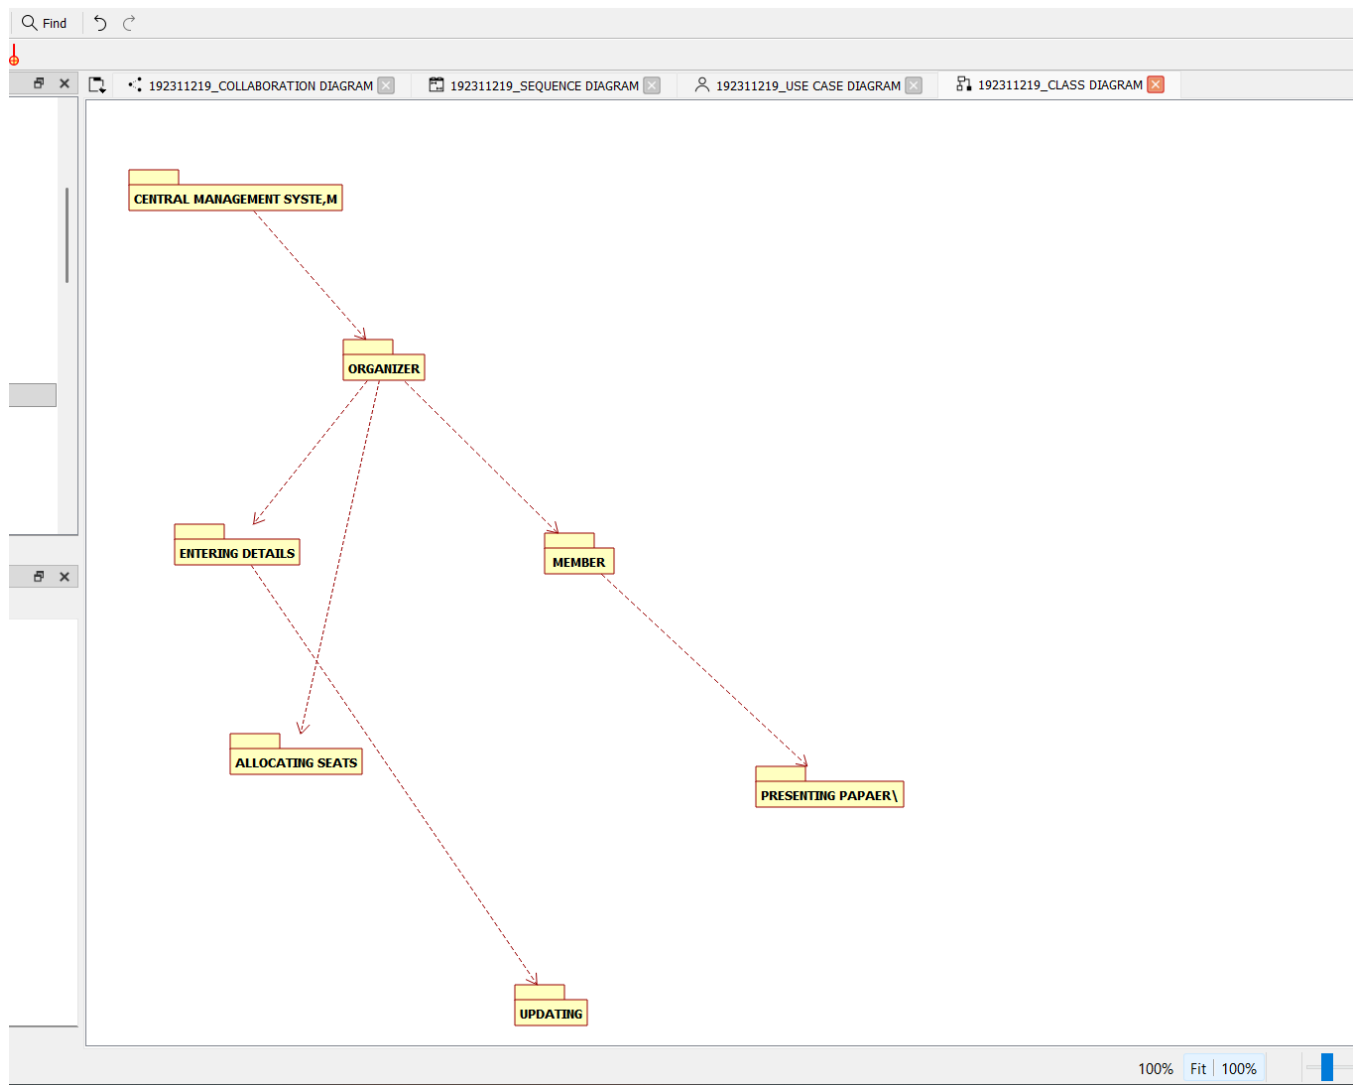 Find
192311219_COLLABORATION DIAGRAM
192311219_SEQUENCE DIAGRAM
192311219_USE CASE DIAGRAM
192311219_CLASS DIAGRAM
CENTRAL MANAGEMENT SYSTE,M
ORGANIZER
ENTERING DETAILS
MEMBER
ALLOCATING SEATS
PRESENTING PAPAER\
UPDATING
100%
Fit
100%